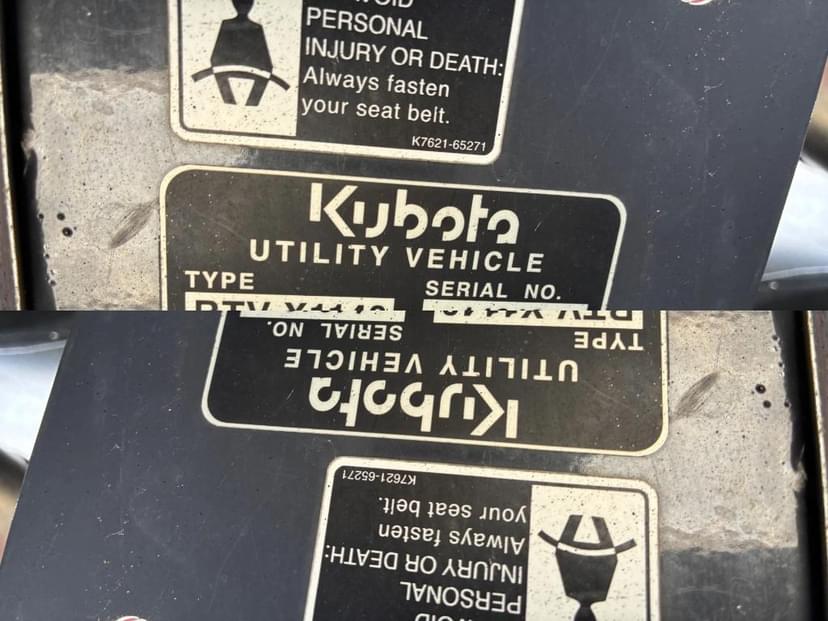 PERSONAL
INJURY OR DEATH:
Always fasten
your seat belt.
K7621-65271
Kubota
UTILITY VEHICLE
TYPE SERIAL NO.
PERSONAL
INJURY OR DEATH:
Always fasten
your seat belt.
K7621-65271
Kubota
UTILITY VEHICLE
TYPE SERIAL NO.